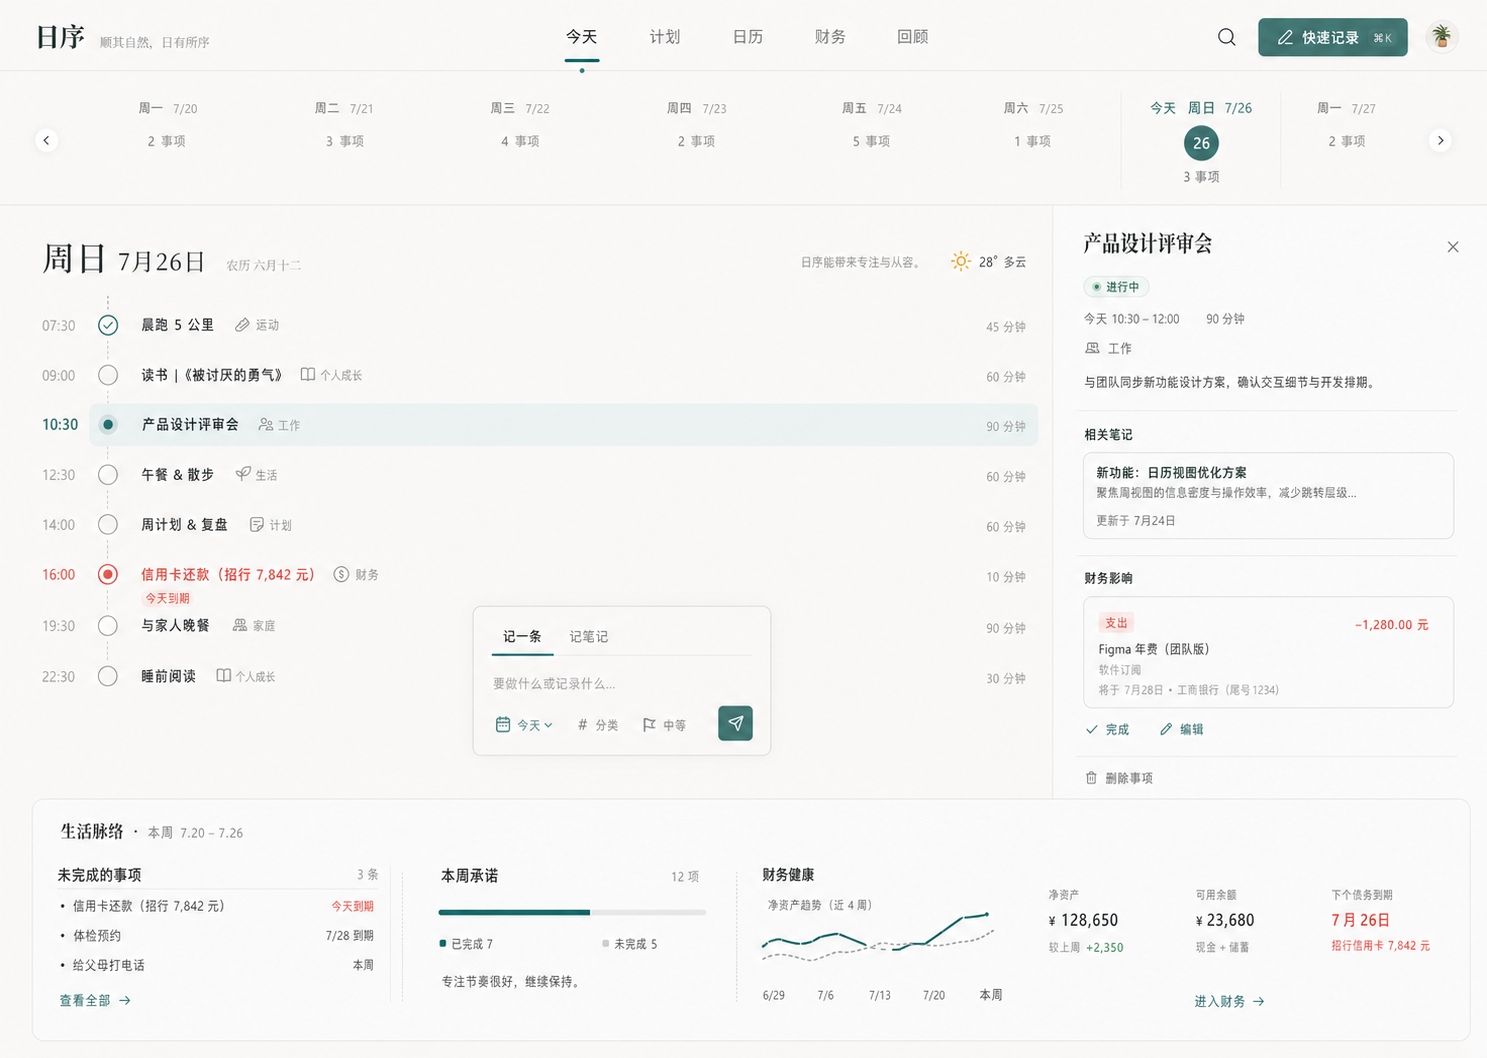 日序
顺其自然，日有所序
今天
计划
日历
财务
回顾
快速记录 ⌘K
周一 7/20
2 事项
周二 7/21
3 事项
周三 7/22
4 事项
周四 7/23
2 事项
周五 7/24
5 事项
周六 7/25
1 事项
今天 周日 7/26
26
3 事项
周一 7/27
2 事项
周日 7月26日 农历 六月十二
日序能带来专注与从容。
28° 多云
07:30 晨跑 5 公里 运动 45 分钟
09:00 读书 |《被讨厌的勇气》 个人成长 60 分钟
10:30 产品设计评审会 工作 90 分钟
12:30 午餐 & 散步 生活 60 分钟
14:00 周计划 & 复盘 计划 60 分钟
16:00 信用卡还款（招行 7,842 元） 财务 10 分钟
今天到期
19:30 与家人晚餐 家庭 90 分钟
22:30 睡前阅读 个人成长 30 分钟
记一条 记笔记
要做什么或记录什么...
今天 # 分类 中等
产品设计评审会
进行中
今天 10:30 – 12:00 90 分钟
工作
与团队同步新功能设计方案，确认交互细节与开发排期。
相关笔记
新功能：日历视图优化方案
聚焦周视图的信息密度与操作效率，减少跳转层级...
更新于 7月24日
财务影响
支出 −1,280.00 元
Figma 年费（团队版）
软件订阅
将于 7月28日 • 工商银行（尾号1234）
完成 编辑
删除事项
生活脉络 · 本周 7.20 – 7.26
未完成的事项 3 条
• 信用卡还款（招行 7,842 元） 今天到期
• 体检预约 7/28 到期
• 给父母打电话 本周
查看全部 →
本周承诺 12 项
已完成 7 未完成 5
专注节奏很好，继续保持。
财务健康
净资产趋势（近 4 周）
6/29 7/6 7/13 7/20 本周
净资产
¥ 128,650
较上周 +2,350
可用余额
¥ 23,680
现金 + 储蓄
下个债务到期
7 月 26日
招行信用卡 7,842 元
进入财务 →